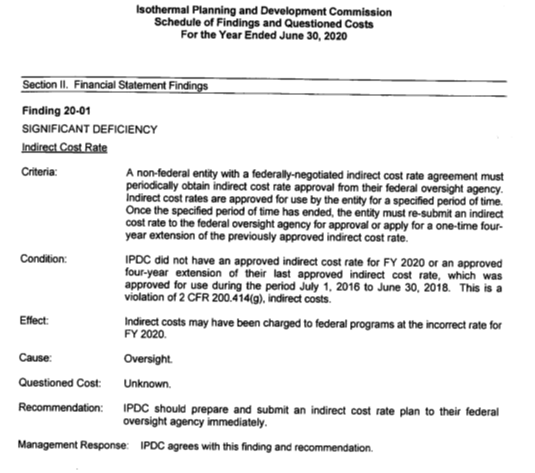 Isothermal Planning and Development Commission
Schedule of Findings and Questioned Costs
For the Year Ended June 30, 2020
Section II. Financial Statement Findings
Finding 20-01
SIGNIFICANT DEFICIENCY
Indirect Cost Rate
Criteria: A non-federal entity with a federally-negotiated indirect cost rate agreement must
periodically obtain indirect cost rate approval from their federal oversight agency.
Indirect cost rates are approved for use by the entity for a specified period of time.
Once the specified period of time has ended, the entity must re-submit an indirect
cost rate to the federal oversight agency for approval or apply for a one-time four-
year extension of the previously approved indirect cost rate.
Condition: IPDC did not have an approved indirect cost rate for FY 2020 or an approved
four-year extension of their last approved indirect cost rate, which was
approved for use during the period July 1, 2016 to June 30, 2018. This is a
violation of 2 CFR 200.414(g), indirect costs.
Effect: Indirect costs may have been charged to federal programs at the incorrect rate for
FY 2020.
Cause: Oversight.
Questioned Cost: Unknown.
Recommendation: IPDC should prepare and submit an indirect cost rate plan to their federal
oversight agency immediately.
Management Response: IPDC agrees with this finding and recommendation.